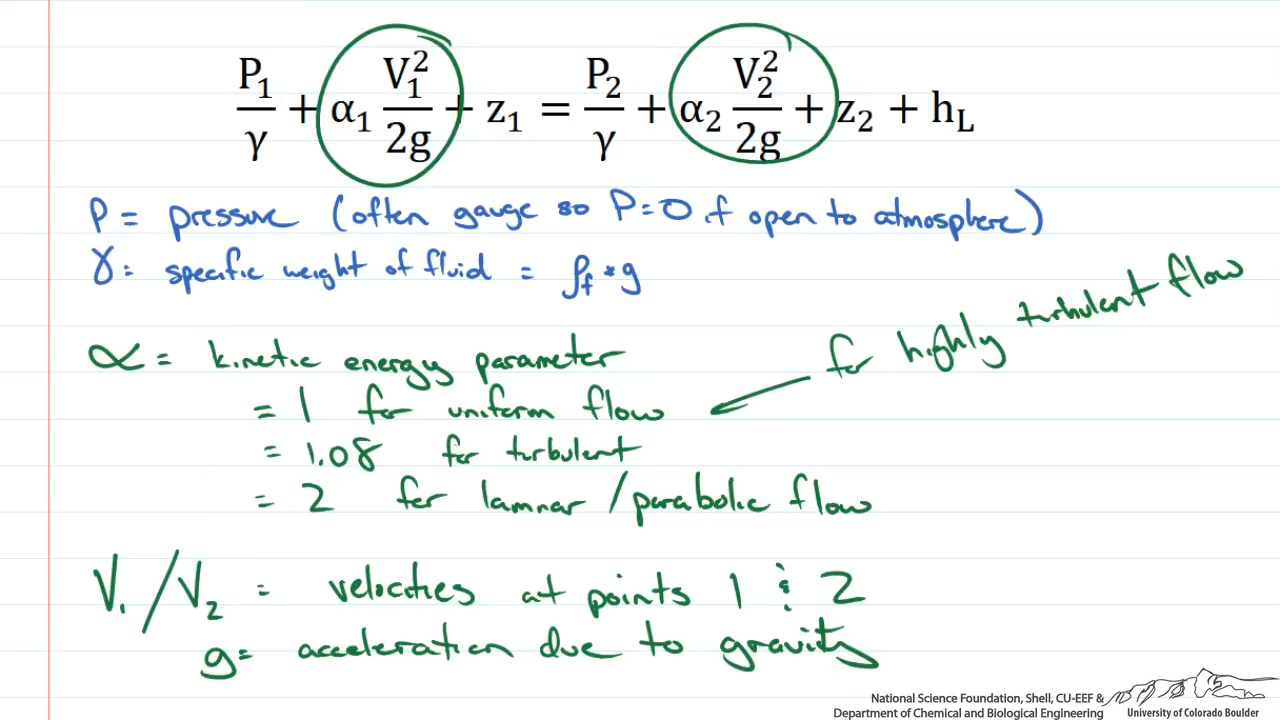 P₁/γ + α₁ V₁²/2g + z₁ = P₂/γ + α₂ V₂²/2g + z₂ + h_L
P = pressure (often gauge so P=0 if open to atmosphere)
γ = specific weight of fluid = ρf * g
for highly turbulent flow
α = kinetic energy parameter
= 1 for uniform flow
= 1.08 for turbulent
= 2 for lamnar / parabolic flow
V₁ / V₂ = velocities at points 1 & 2
g = acceleration due to gravity
National Science Foundation, Shell, CU-EEF &
Department of Chemical and Biological Engineering
University of Colorado Boulder